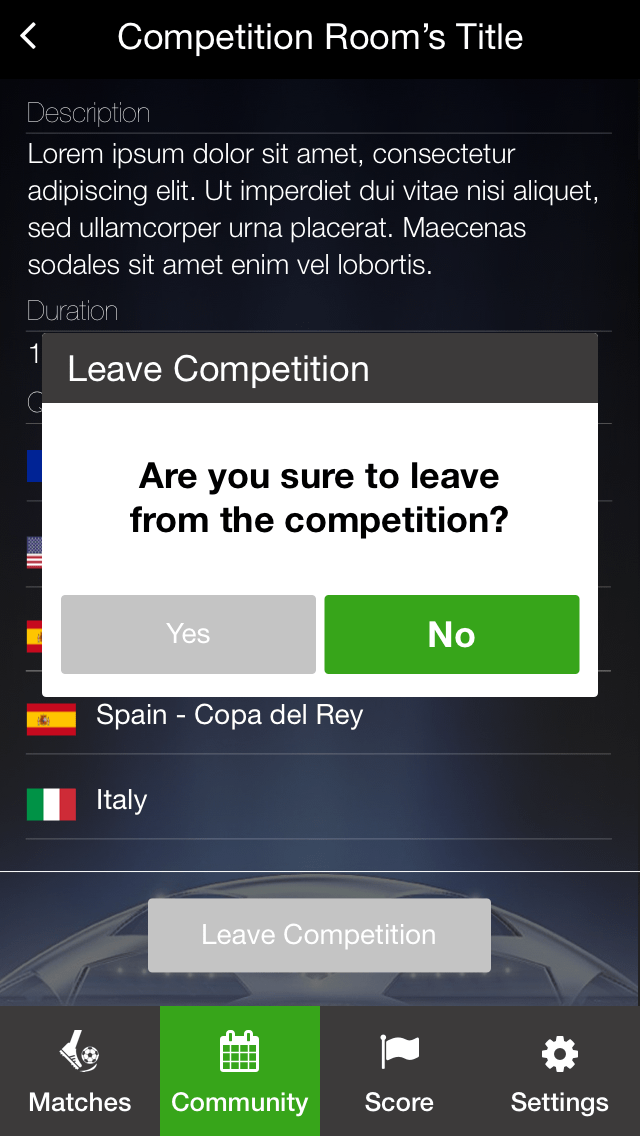 Competition Room’s Title
Description
Lorem ipsum dolor sit amet, consectetur
adipiscing elit. Ut imperdiet dui vitae nisi aliquet,
sed ullamcorper urna placerat. Maecenas
sodales sit amet enim vel lobortis.
Duration
1
Leave Competition
Are you sure to leave
from the competition?
Yes
No
Spain - Copa del Rey
Italy
Leave Competition
Matches
Community
Score
Settings